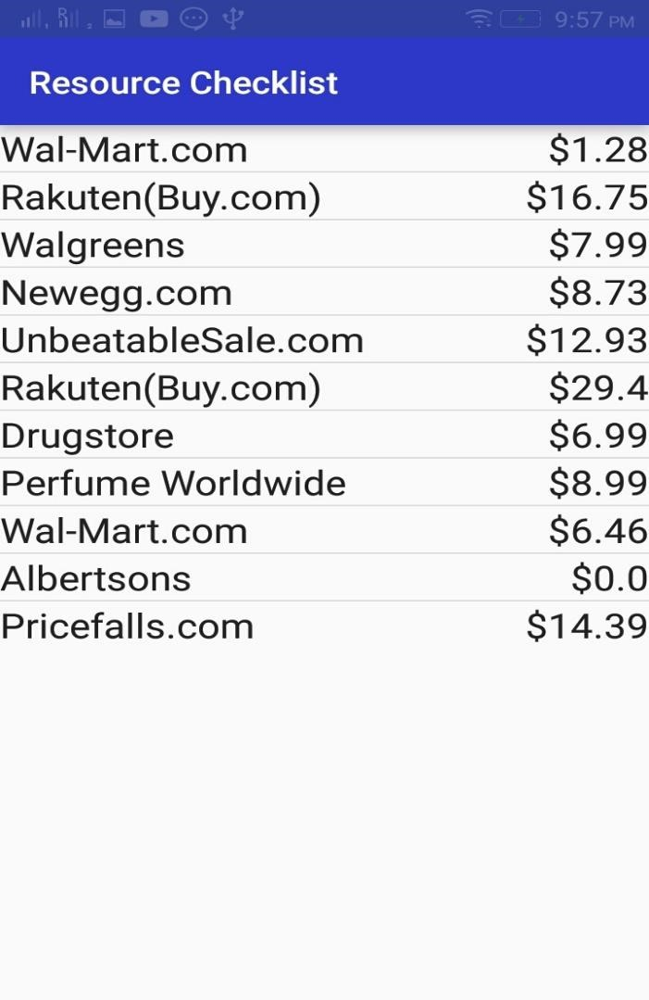 9:57 PM
Resource Checklist
Wal-Mart.com $1.28
Rakuten(Buy.com) $16.75
Walgreens $7.99
Newegg.com $8.73
UnbeatableSale.com $12.93
Rakuten(Buy.com) $29.4
Drugstore $6.99
Perfume Worldwide $8.99
Wal-Mart.com $6.46
Albertsons $0.0
Pricefalls.com $14.39